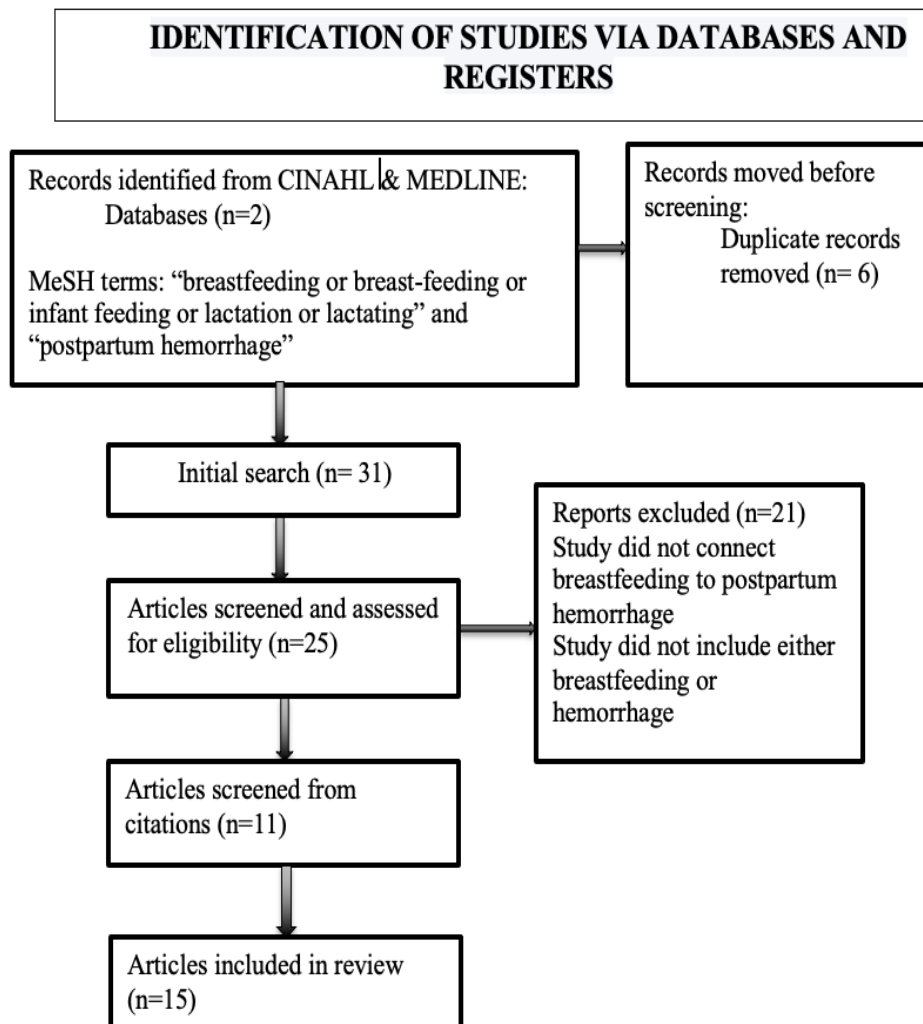 IDENTIFICATION OF STUDIES VIA DATABASES AND
REGISTERS
Records identified from CINAHL & MEDLINE:
Databases (n=2)
MeSH terms: “breastfeeding or breast-feeding or
infant feeding or lactation or lactating” and
“postpartum hemorrhage”
Records moved before
screening:
Duplicate records
removed (n= 6)
Initial search (n= 31)
Articles screened and assessed
for eligibility (n=25)
Reports excluded (n=21)
Study did not connect
breastfeeding to postpartum
hemorrhage
Study did not include either
breastfeeding or
hemorrhage
Articles screened from
citations (n=11)
Articles included in review
(n=15)